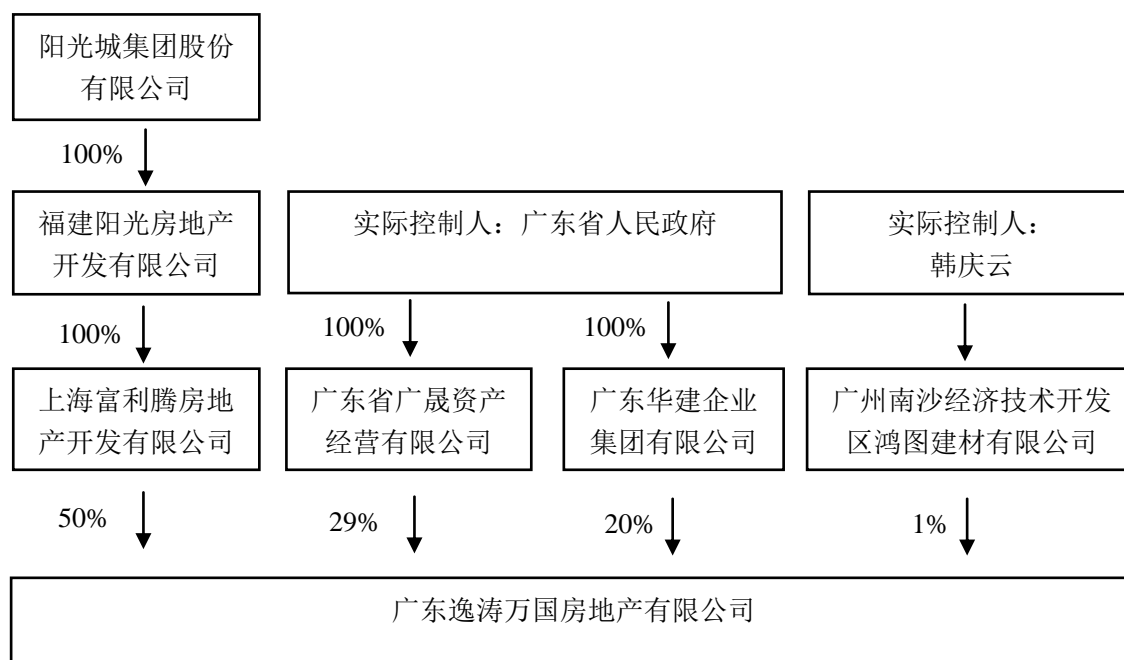 阳光城集团股份
有限公司
100%
福建阳光房地产
开发有限公司
实际控制人：广东省人民政府
实际控制人：
韩庆云
100%
100%
100%
上海富利腾房地
产开发有限公司
广东省广晟资产
经营有限公司
广东华建企业
集团有限公司
广州南沙经济技术开发
区鸿图建材有限公司
50%
29%
20%
1%
广东逸涛万国房地产有限公司